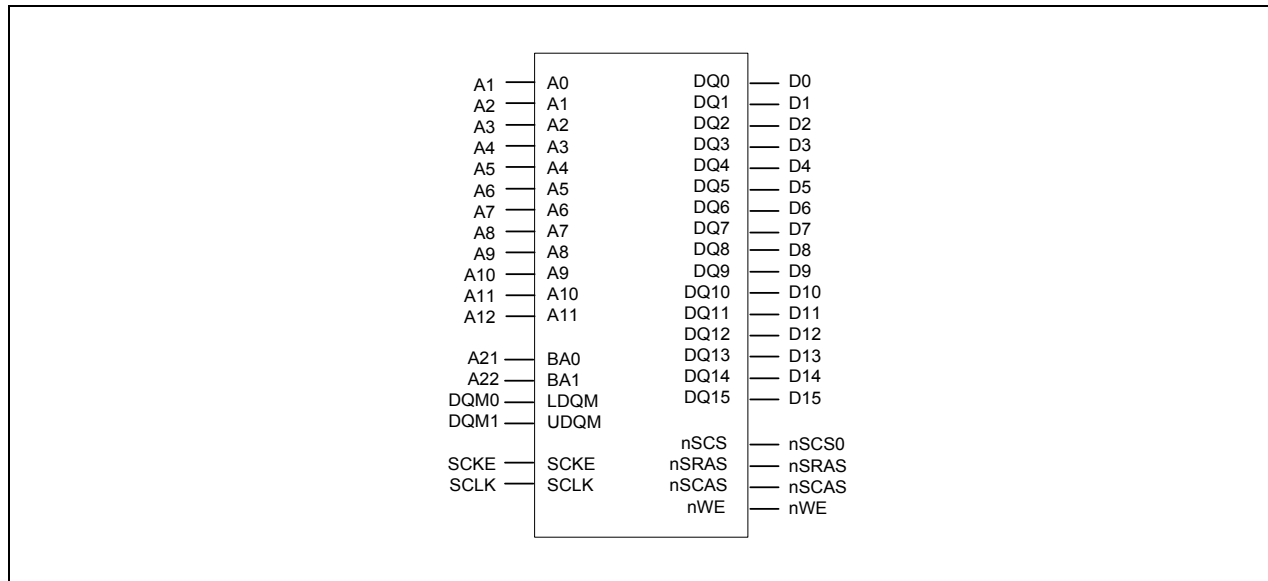 A1 A0 DQ0 D0
A2 A1 DQ1 D1
A3 A2 DQ2 D2
A4 A3 DQ3 D3
A5 A4 DQ4 D4
A6 A5 DQ5 D5
A7 A6 DQ6 D6
A8 A7 DQ7 D7
A9 A8 DQ8 D8
A10 A9 DQ9 D9
A11 A10 DQ10 D10
A12 A11 DQ11 D11
DQ12 D12
A21 BA0 DQ13 D13
A22 BA1 DQ14 D14
DQM0 LDQM DQ15 D15
DQM1 UDQM
nSCS nSCS0
SCKE SCKE nSRAS nSRAS
SCLK SCLK nSCAS nSCAS
nWE nWE